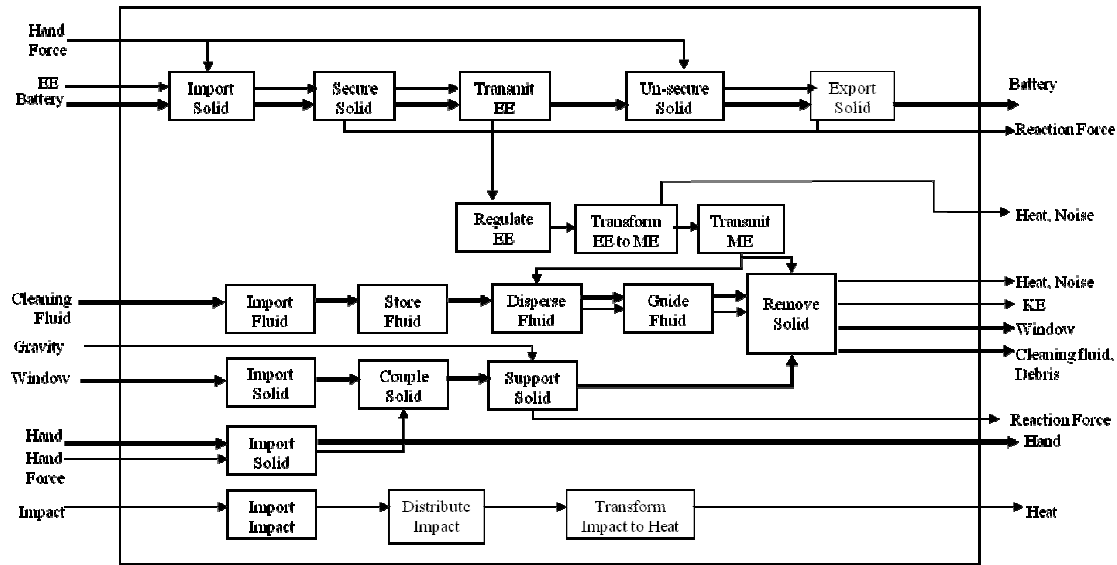 Hand
Force
EE
Battery
Import
Solid
Secure
Solid
Transmit
EE
Un-secure
Solid
Export
Solid
Battery
Reaction Force
Regulate
EE
Transform
EE to ME
Transmit
ME
Heat, Noise
Cleaning
Fluid
Import
Fluid
Store
Fluid
Disperse
Fluid
Guide
Fluid
Remove
Solid
Heat, Noise
KE
Window
Cleaning fluid,
Debris
Gravity
Window
Import
Solid
Couple
Solid
Support
Solid
Reaction Force
Hand
Hand
Force
Import
Solid
Hand
Impact
Import
Impact
Distribute
Impact
Transform
Impact to Heat
Heat